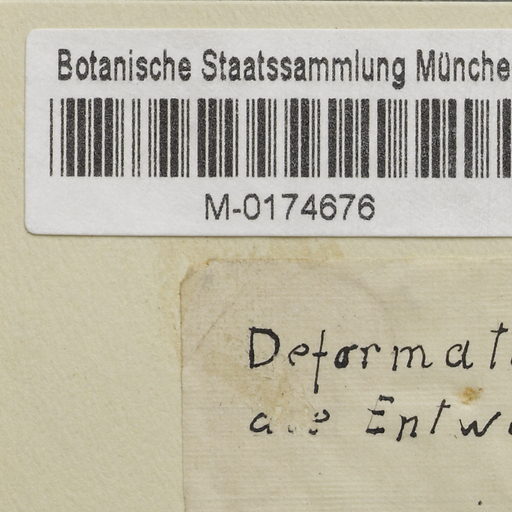 Botanische Staatssammlung Münche
M-0174676
Deformat
Entw